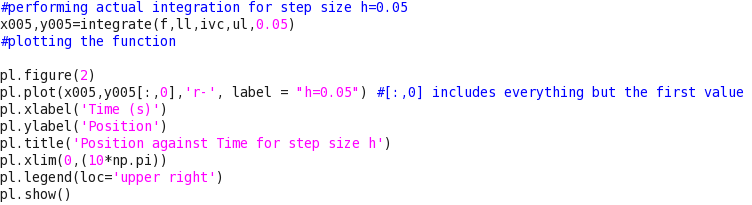 #performing actual integration for step size h=0.05
x005,y005=integrate(f,ll,ivc,ul,0.05)
#plotting the function
pl.figure(2)
pl.plot(x005,y005[:,0],'r-', label = "h=0.05") #[:,0] includes everything but the first value
pl.xlabel('Time (s)')
pl.ylabel('Position')
pl.title('Position against Time for step size h')
pl.xlim(0,(10*np.pi))
pl.legend(loc='upper right')
pl.show()